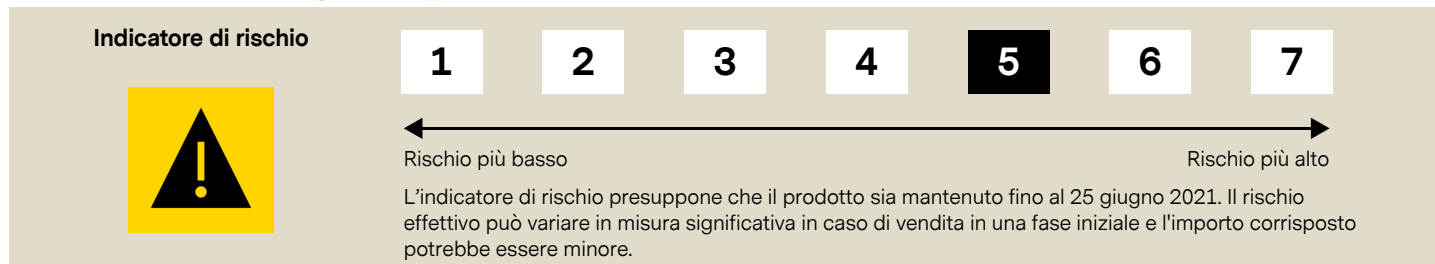 Indicatore di rischio
1 2 3 4 5 6 7
Rischio più basso Rischio più alto
L'indicatore di rischio presuppone che il prodotto sia mantenuto fino al 25 giugno 2021. Il rischio
effettivo può variare in misura significativa in caso di vendita in una fase iniziale e l'importo corrisposto
potrebbe essere minore.